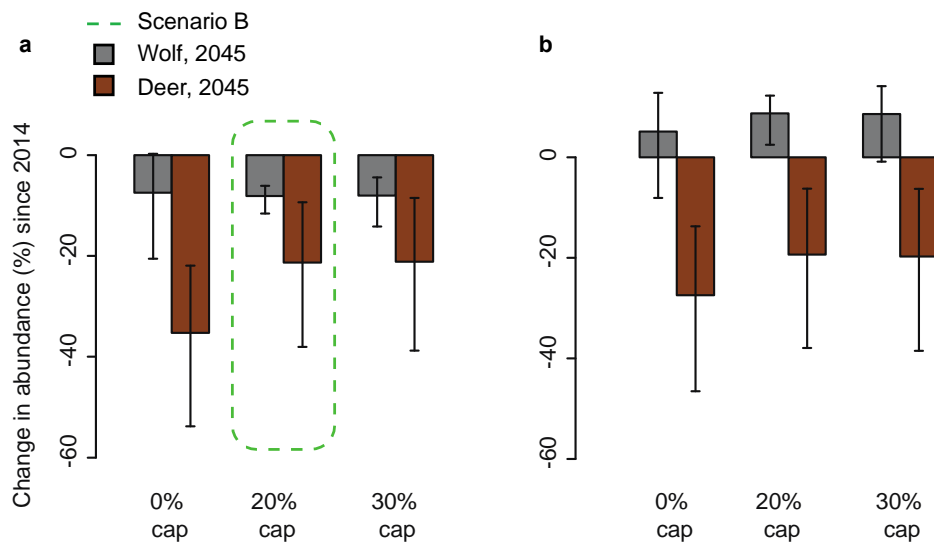 Scenario B
a
Wolf, 2045
Deer, 2045
b
Change in abundance (%) since 2014
0
-20
-40
-60
0%
cap
20%
cap
30%
cap
0
-20
-40
-60
0%
cap
20%
cap
30%
cap